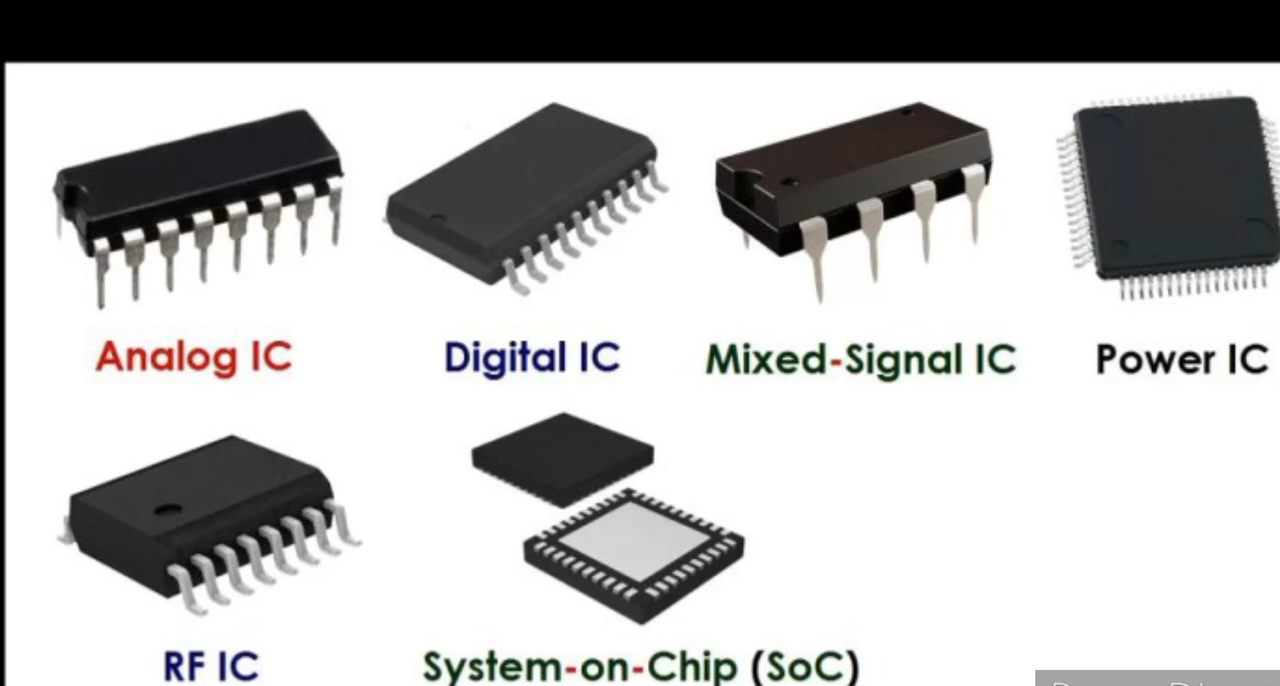 Analog IC
Digital IC
Mixed-Signal IC
Power IC
RF IC
System-on-Chip (SoC)